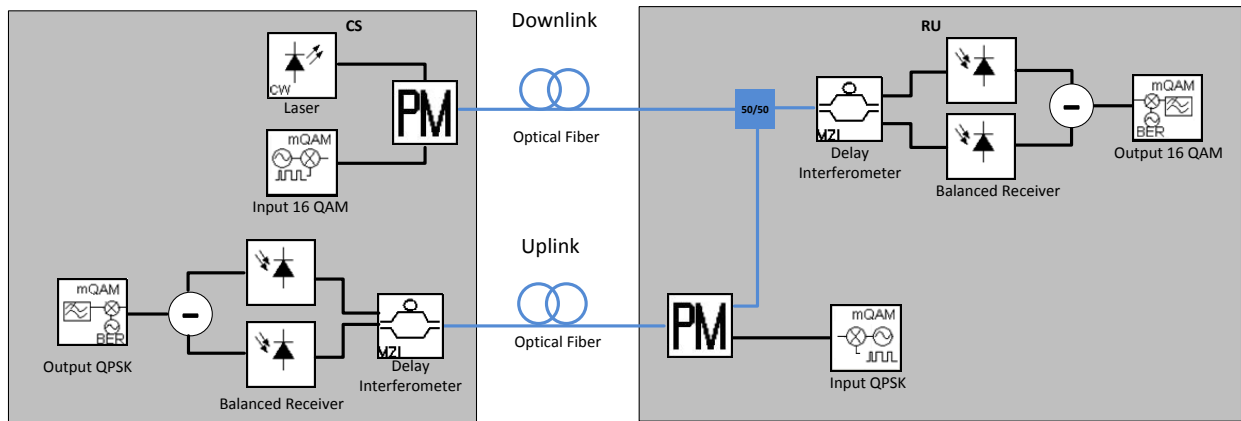 CS
Downlink
RU
CW
Laser
PM
Optical Fiber
50/50
MZI
Delay
Interferometer
Balanced Receiver
-
mQAM
BER
Output 16 QAM
mQAM
Input 16 QAM
Uplink
mQAM
BER
Output QPSK
-
Balanced Receiver
MZI
Delay
Interferometer
Optical Fiber
PM
mQAM
Input QPSK